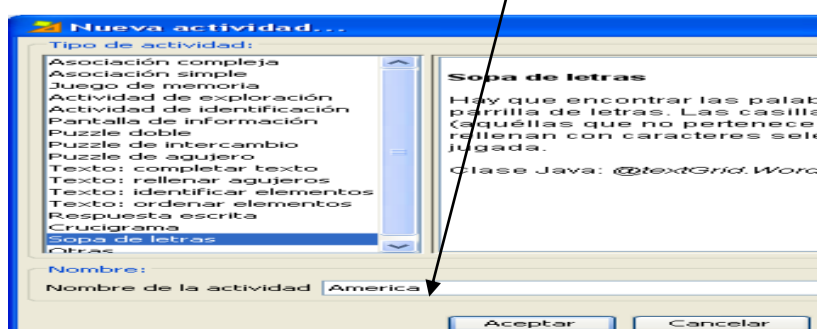 Nueva actividad...
Tipo de actividad:
Asociación compleja
Asociación simple
Juego de memoria
Actividad de exploración
Actividad de identificación
Pantalla de información
Puzzle doble
Puzzle de intercambio
Puzzle de agujero
Texto: completar texto
Texto: rellenar agujeros
Texto: identificar elementos
Texto: ordenar elementos
Respuesta escrita
Crucigrama
Sopa de letras
Otras
Sopa de letras
Hay que encontrar las palab
parrilla de letras. Las casilla
(aquéllas que no pertenece
rellenan con caracteres sele
jugada.
Clase Java: @textGrid.Word
Nombre:
Nombre de la actividad America
Aceptar Cancelar